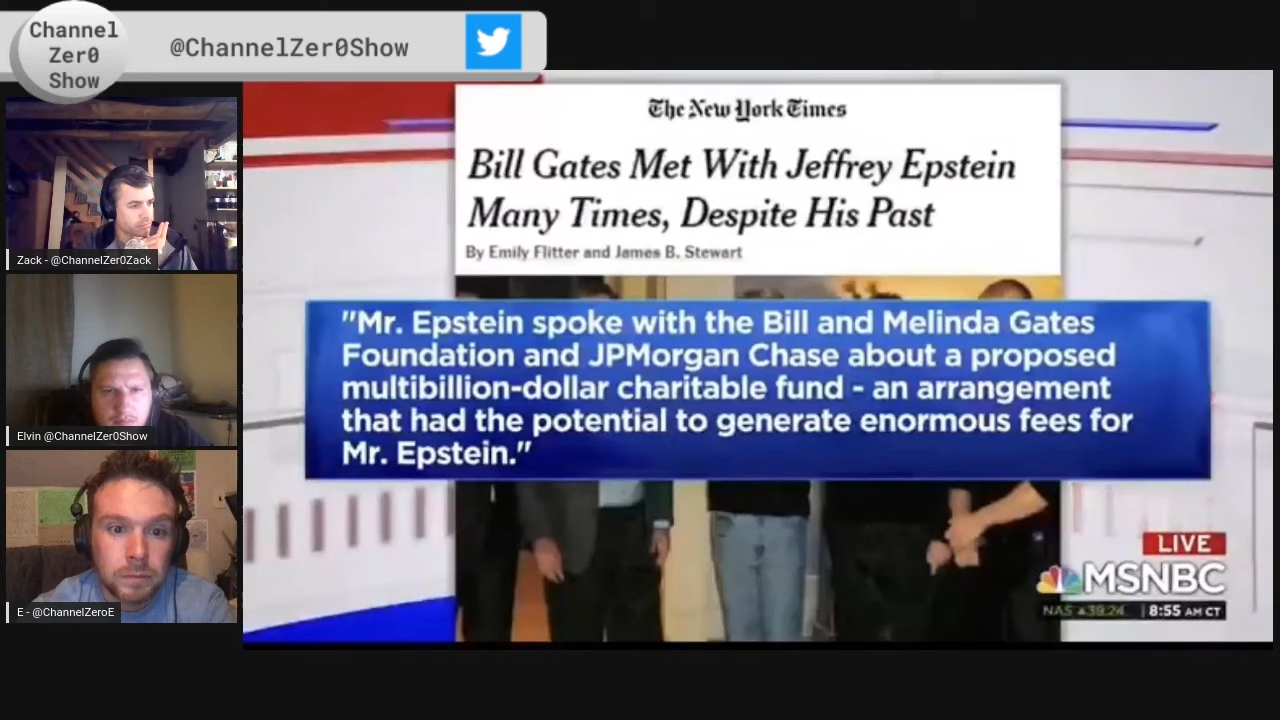 Channel
Zer0
Show
@ChannelZer0Show
The New York Times
Bill Gates Met With Jeffrey Epstein
Many Times, Despite His Past
By Emily Flitter and James B. Stewart
"Mr. Epstein spoke with the Bill and Melinda Gates
Foundation and JPMorgan Chase about a proposed
multibillion-dollar charitable fund - an arrangement
that had the potential to generate enormous fees for
Mr. Epstein."
Zack - @ChannelZer0Zack
Elvin @ChannelZer0Show
E - @ChannelZeroE
LIVE
MSNBC
NAS ▲39.24 8:55 AM CT